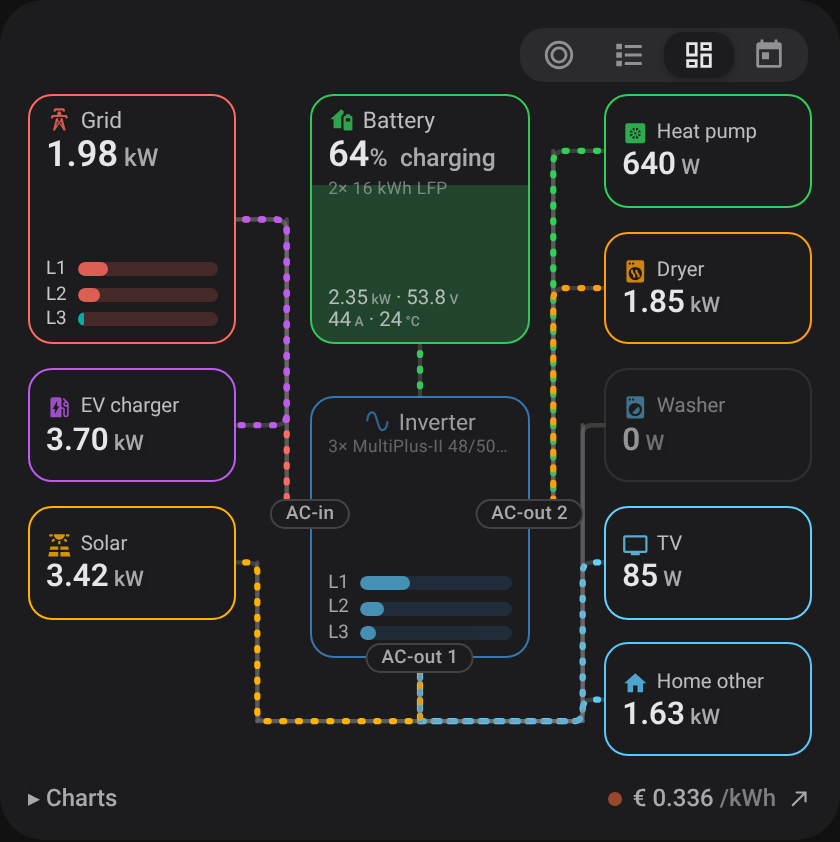 Grid
1.98 kW
L1
L2
L3
Battery
64% charging
2× 16 kWh LFP
2.35 kW · 53.8 V
44 A · 24 °C
Heat pump
640 W
Dryer
1.85 kW
EV charger
3.70 kW
Inverter
3× MultiPlus-II 48/50…
Washer
0 W
AC-in
AC-out 2
Solar
3.42 kW
TV
85 W
L1
L2
L3
AC-out 1
Home other
1.63 kW
▸ Charts
€ 0.336 /kWh ↗